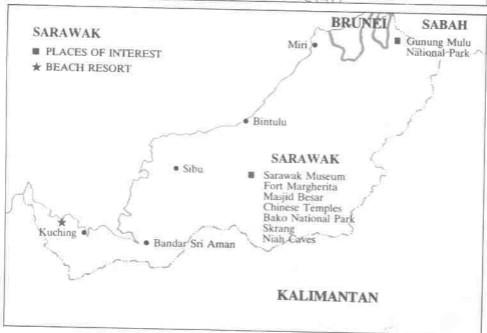 SARAWAK
■ PLACES OF INTEREST
★ BEACH RESORT
BRUNEI
SABAH
Miri
■ Gunung Mulu
National Park
Bintulu
Sibu
SARAWAK
■ Sarawak Museum
Fort Margherita
Masjid Besar
Chinese Temples
Bako National Park
Skrang
Niah Caves
Kuching
Bandar Sri Aman
KALIMANTAN